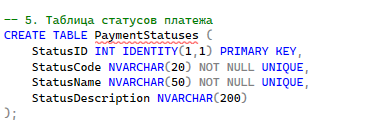 -- 5. Таблица статусов платежа
CREATE TABLE PaymentStatuses (
    StatusID INT IDENTITY(1,1) PRIMARY KEY,
    StatusCode NVARCHAR(20) NOT NULL UNIQUE,
    StatusName NVARCHAR(50) NOT NULL UNIQUE,
    StatusDescription NVARCHAR(200)
);